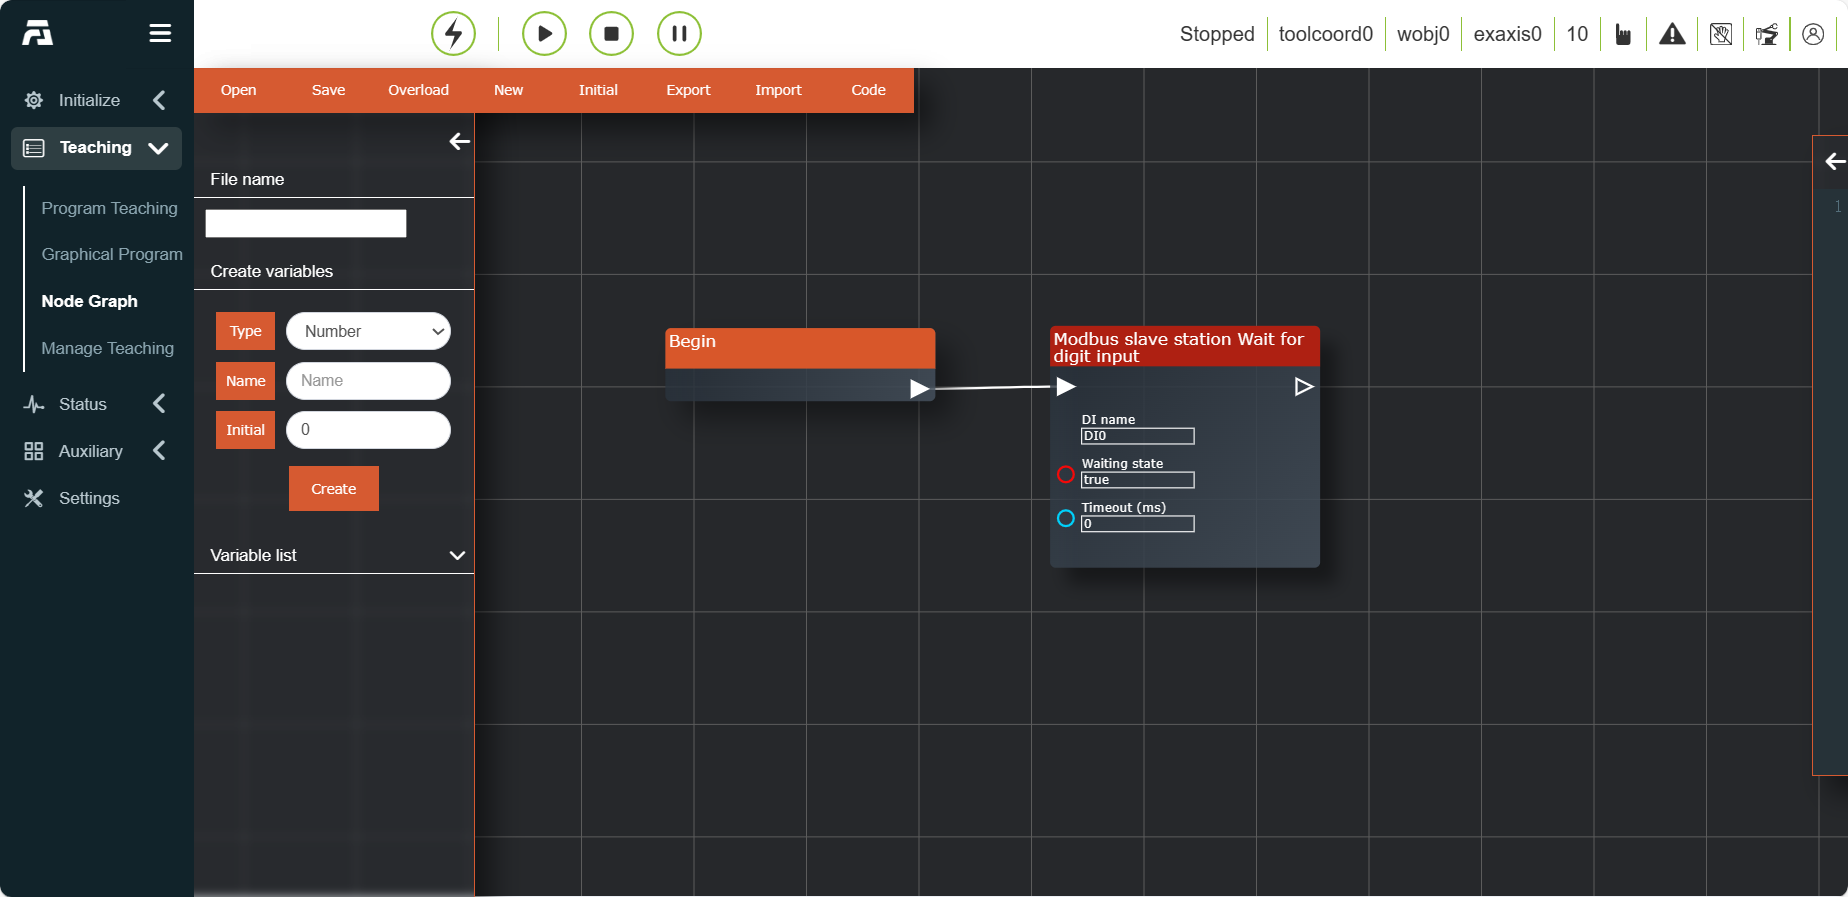 Stopped
toolcoord0
wobj0
exaxis0
10
Initialize
Teaching
Program Teaching
Graphical Program
Node Graph
Manage Teaching
Status
Auxiliary
Settings
Open
Save
Overload
New
Initial
Export
Import
Code
File name
Create variables
Type
Number
Name
Name
Initial
0
Create
Variable list
Begin
Modbus slave station Wait for
digit input
DI name
DI0
Waiting state
true
Timeout (ms)
0
1